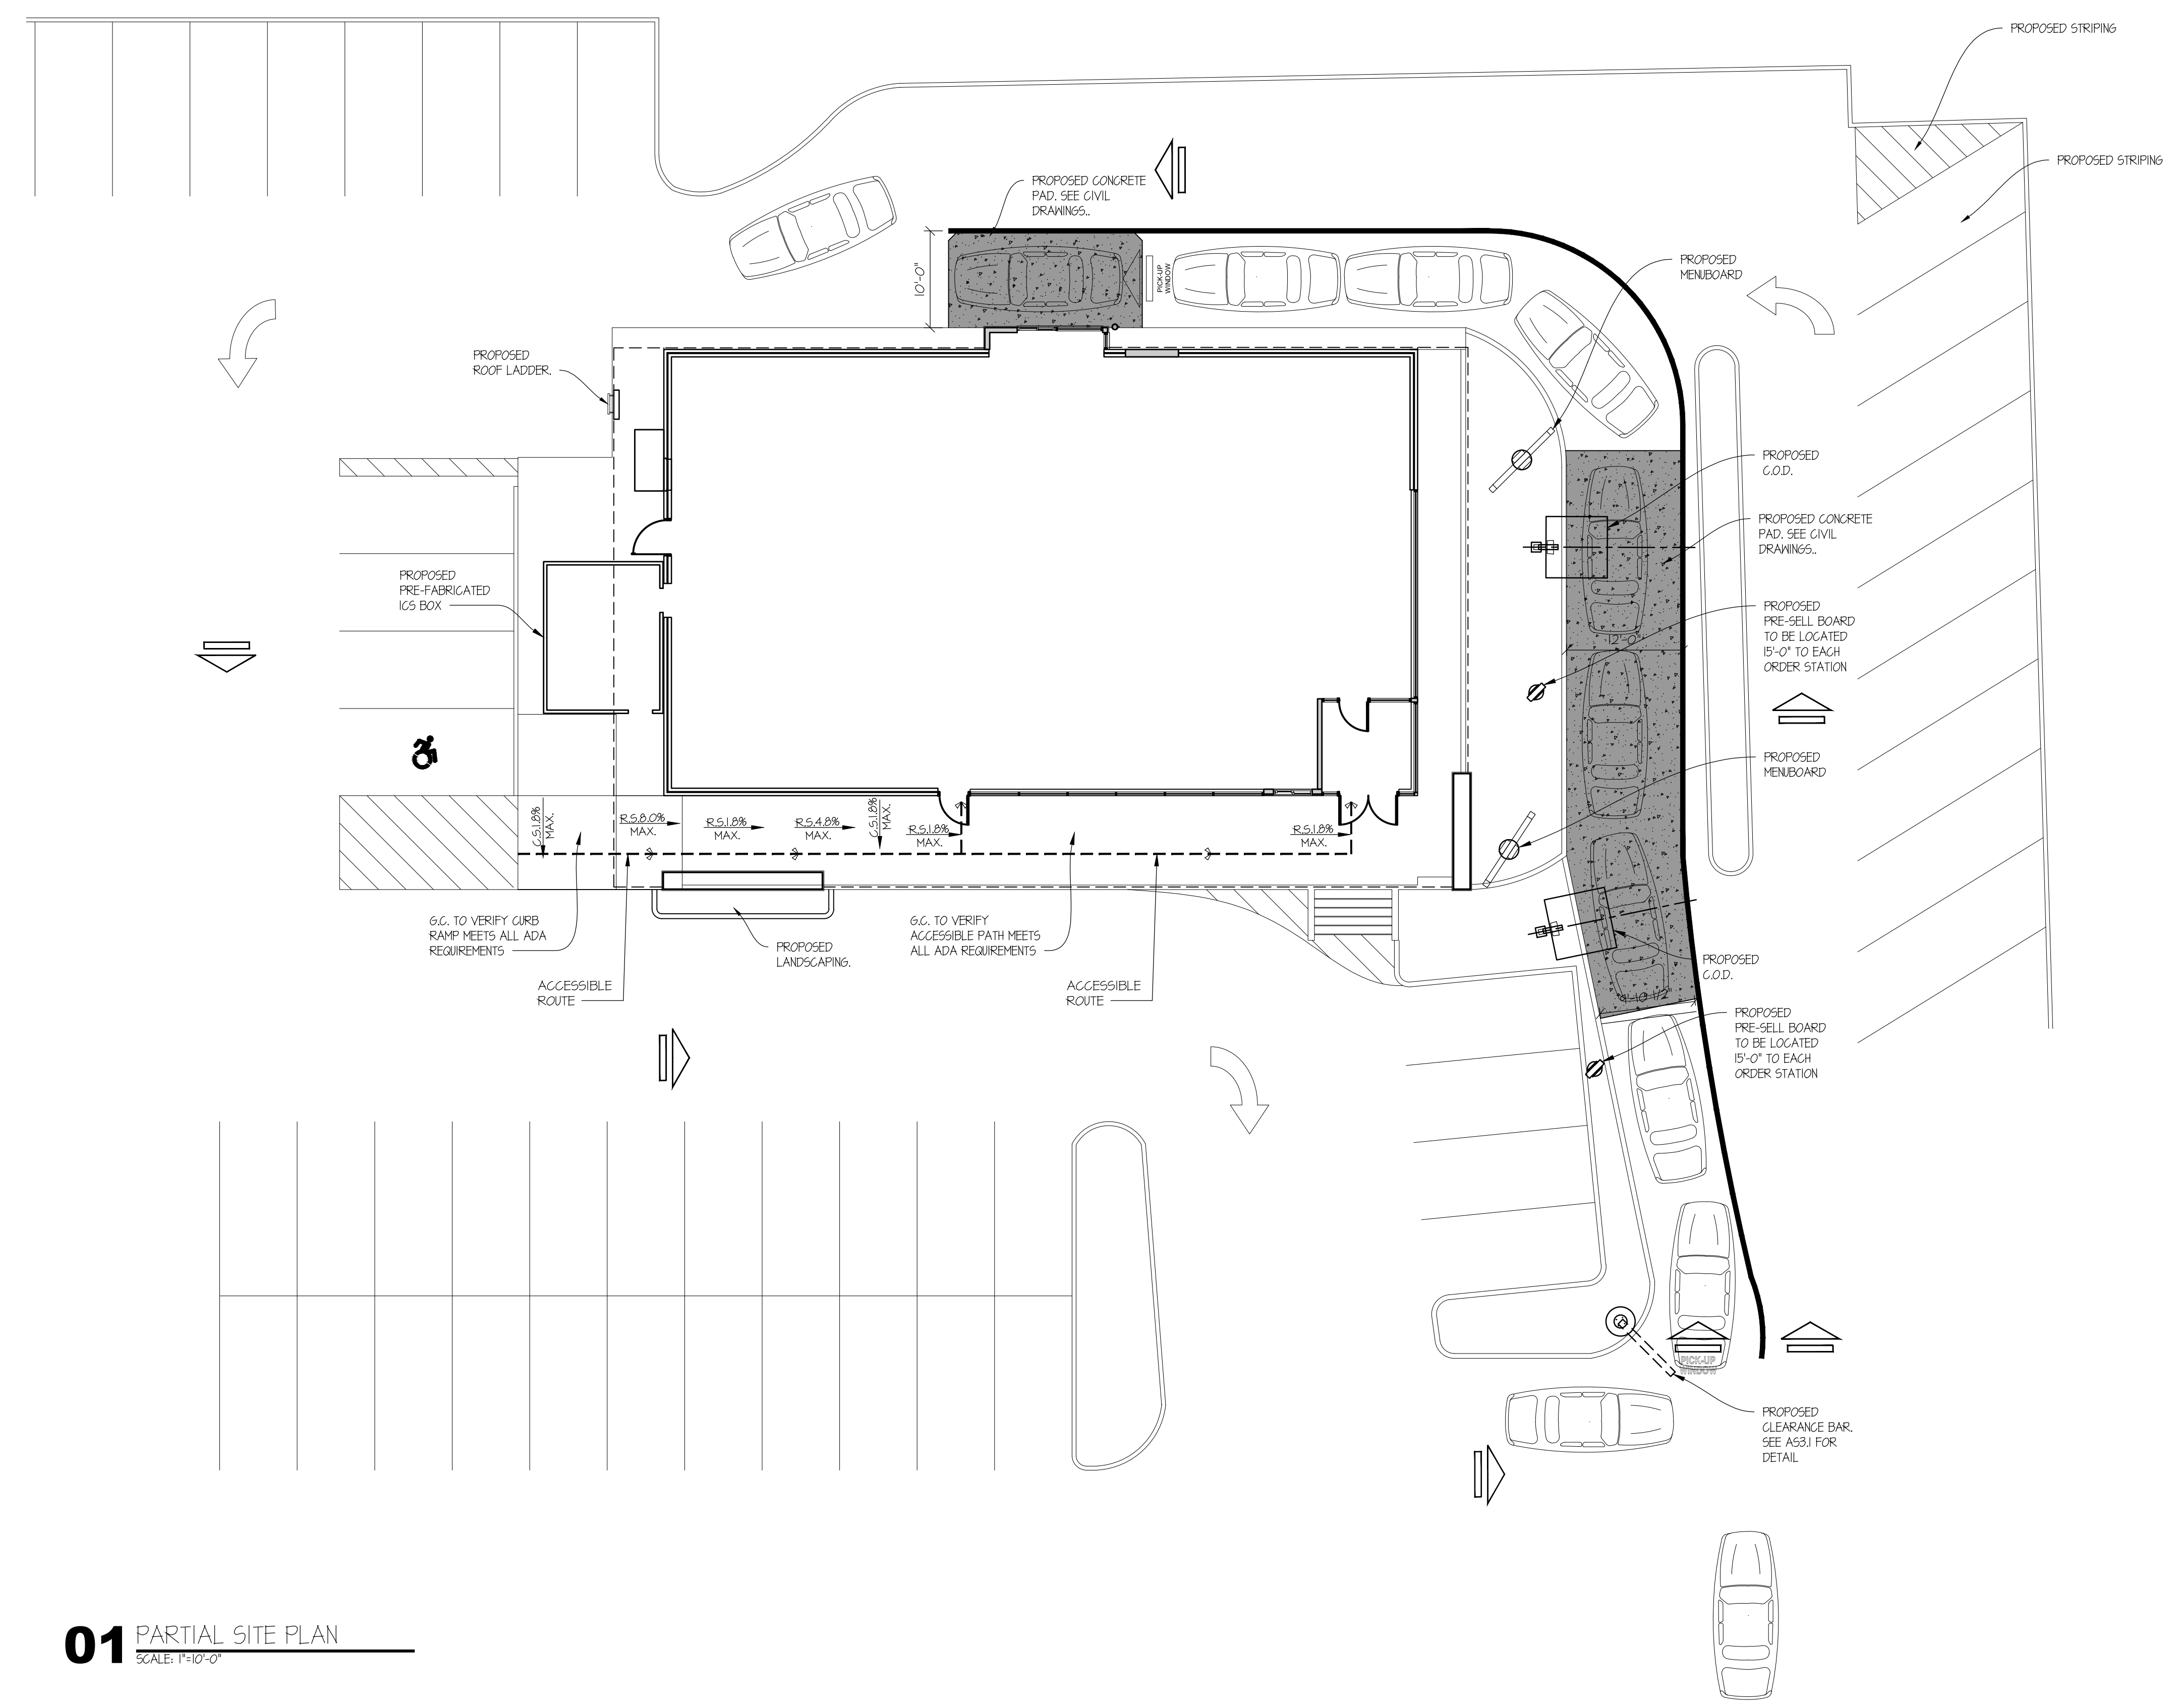 PROPOSED STRIPING
PROPOSED STRIPING
PROPOSED CONCRETE
PAD. SEE CIVIL
DRAWINGS..
10'-0"
PICK-UP
WINDOW
PROPOSED
MENUBOARD
PROPOSED
ROOF LADDER.
PROPOSED
C.O.D.
PROPOSED CONCRETE
PAD. SEE CIVIL
DRAWINGS..
PROPOSED
PRE-FABRICATED
ICS BOX
PROPOSED
PRE-SELL BOARD
TO BE LOCATED
15'-0" TO EACH
ORDER STATION
12'-0"
PROPOSED
MENUBOARD
C.S.1.8%
MAX.
R.S.8.0%
MAX.
R.S.1.8%
MAX.
R.S.4.8%
MAX.
C.S.1.8%
MAX.
R.S.1.8%
MAX.
R.S.1.8%
MAX.
G.C. TO VERIFY CURB
RAMP MEETS ALL ADA
REQUIREMENTS
PROPOSED
LANDSCAPING.
G.C. TO VERIFY
ACCESSIBLE PATH MEETS
ALL ADA REQUIREMENTS
ACCESSIBLE
ROUTE
ACCESSIBLE
ROUTE
PROPOSED
C.O.D.
9'-10 1/2"
PROPOSED
PRE-SELL BOARD
TO BE LOCATED
15'-0" TO EACH
ORDER STATION
PICK-UP
WINDOW
PROPOSED
CLEARANCE BAR.
SEE AS3.1 FOR
DETAIL
01 PARTIAL SITE PLAN
SCALE: 1"=10'-0"